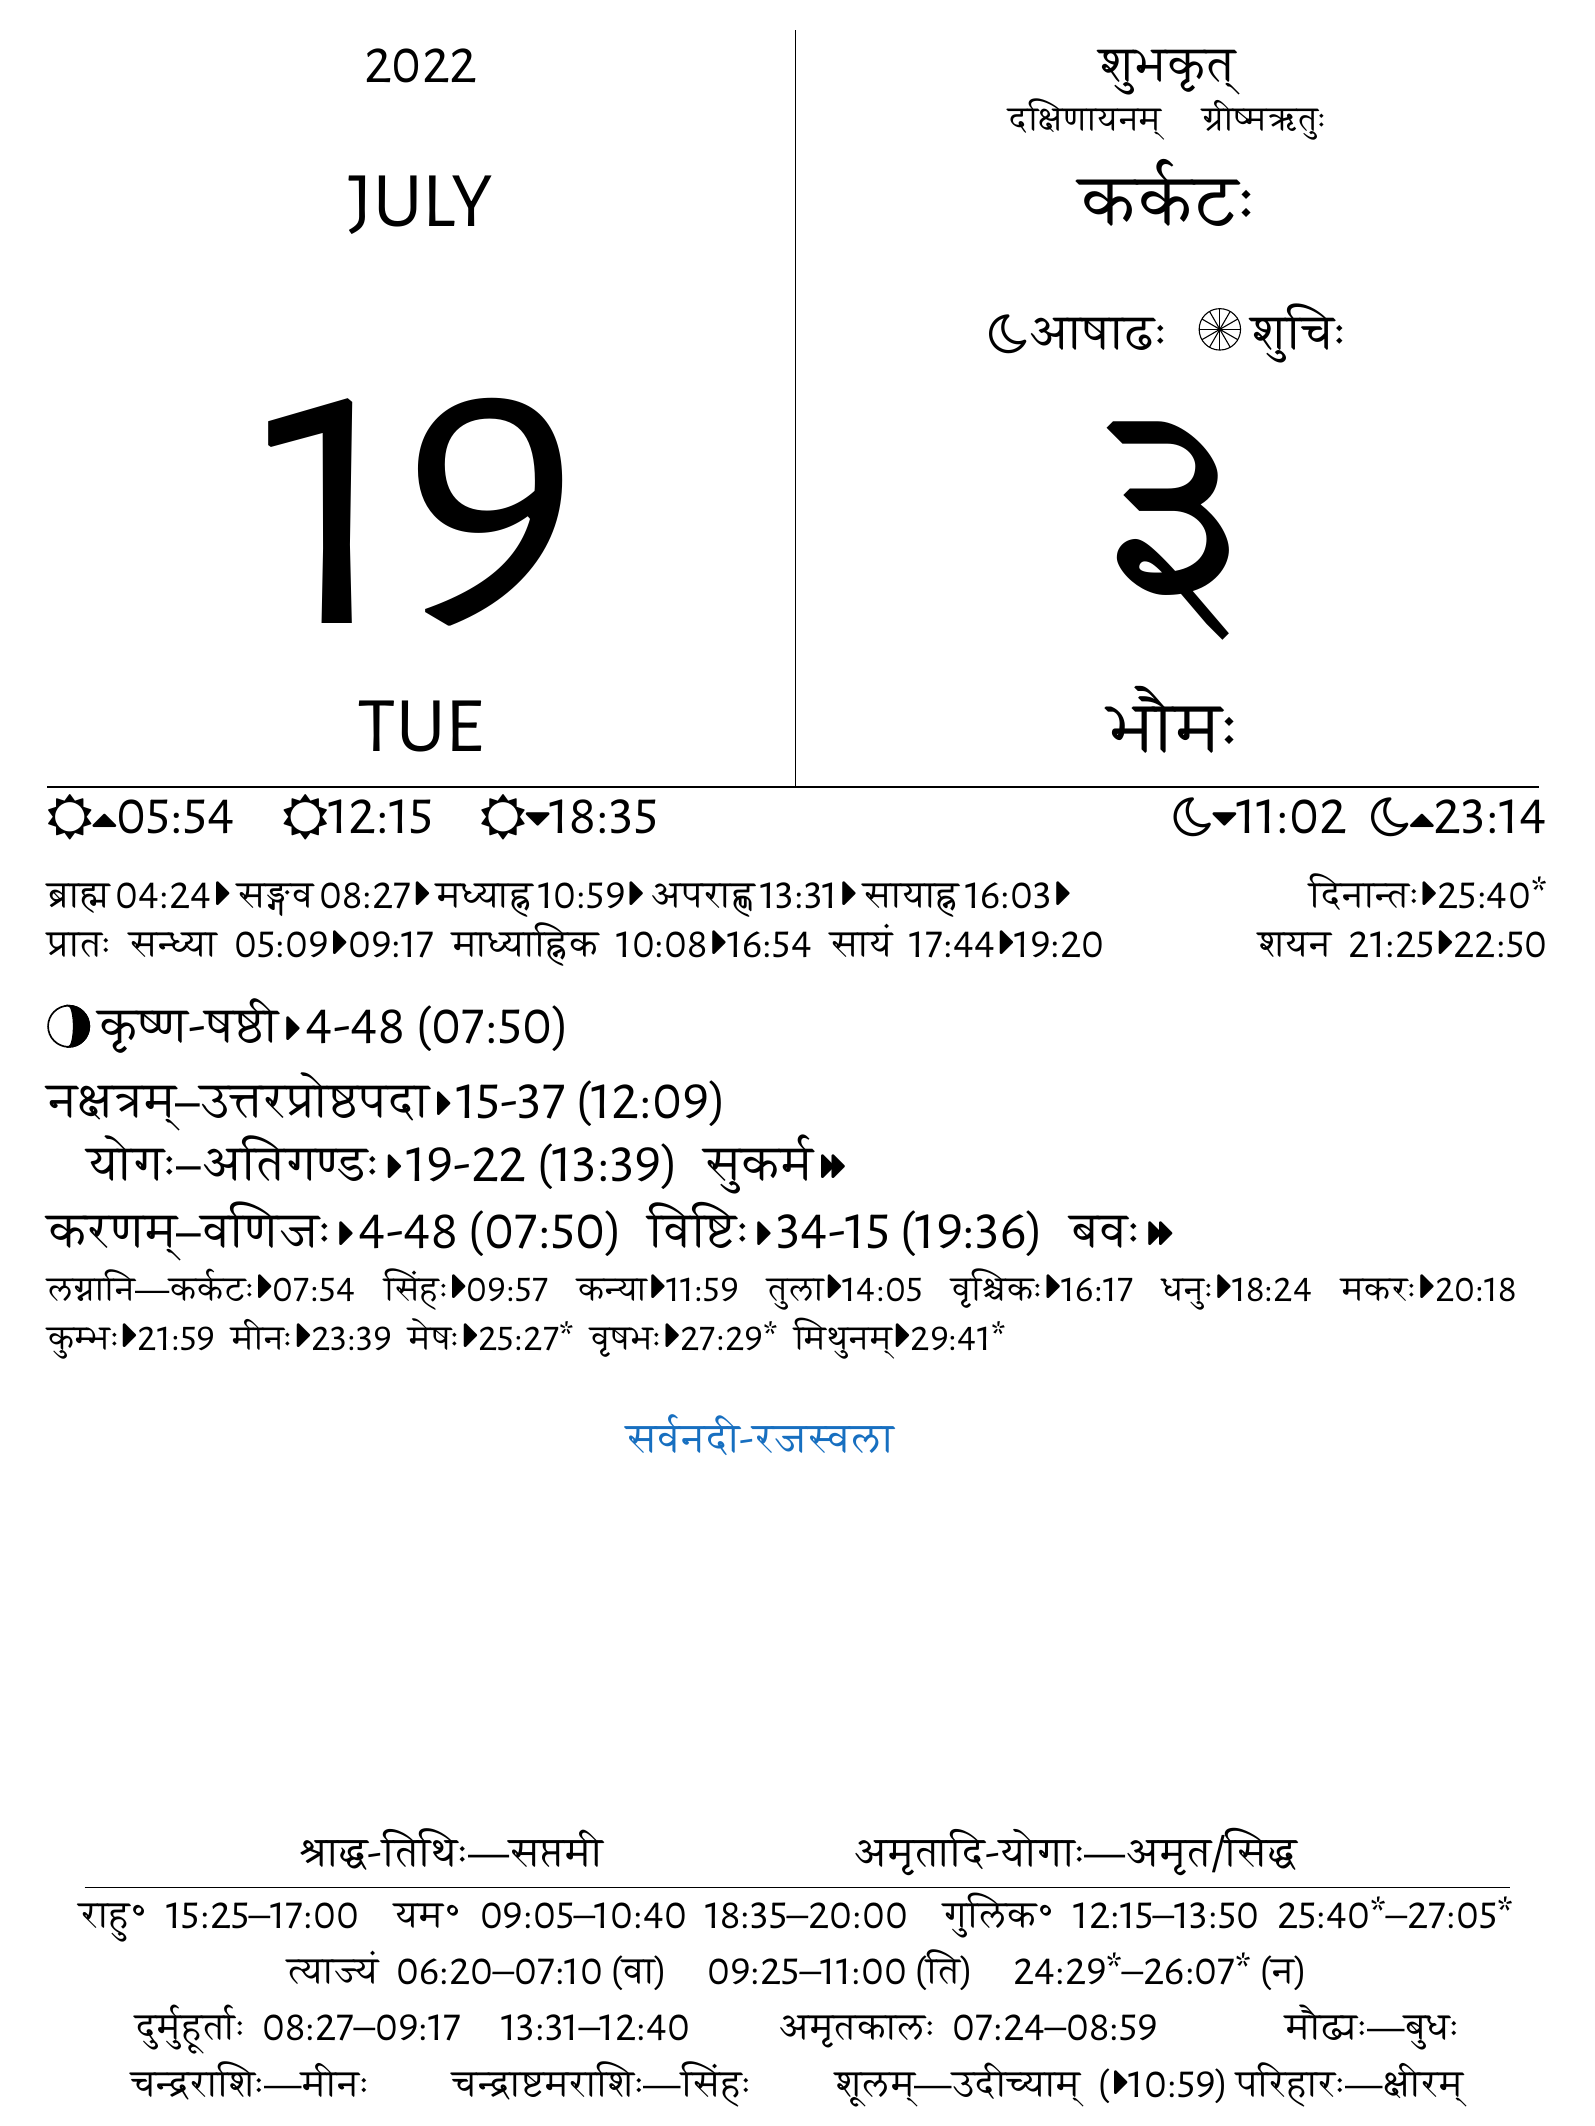 2022
JULY
19
TUE
शुभकृत्
दक्षिणायनम् ग्रीष्मऋतुः
कर्कटः
आषाढः शुचिः
३
भौमः
05:54 12:15 18:35 11:02 23:14
ब्राह्म 04:24 सङ्गव 08:27 मध्याह्न 10:59 अपराह्ण 13:31 सायाह्न 16:03 दिनान्तः 25:40*
प्रातः सन्ध्या 05:09 09:17 माध्याह्निक 10:08 16:54 सायं 17:44 19:20 शयन 21:25 22:50
कृष्ण-षष्ठी 4-48 (07:50)
नक्षत्रम्–उत्तरप्रोष्ठपदा 15-37 (12:09)
योगः–अतिगण्डः 19-22 (13:39) सुकर्म
करणम्–वणिजः 4-48 (07:50) विष्टिः 34-15 (19:36) बवः
लग्नानि—कर्कटः 07:54 सिंहः 09:57 कन्या 11:59 तुला 14:05 वृश्चिकः 16:17 धनुः 18:24 मकरः 20:18
कुम्भः 21:59 मीनः 23:39 मेषः 25:27* वृषभः 27:29* मिथुनम् 29:41*
सर्वनदी-रजस्वला
श्राद्ध-तिथिः—सप्तमी अमृतादि-योगाः—अमृत/सिद्ध
राहु॰ 15:25–17:00 यम॰ 09:05–10:40 18:35–20:00 गुलिक॰ 12:15–13:50 25:40*–27:05*
त्याज्यं 06:20–07:10 (वा) 09:25–11:00 (ति) 24:29*–26:07* (न)
दुर्मुहूर्ताः 08:27–09:17 13:31–12:40 अमृतकालः 07:24–08:59 मौढ्यः—बुधः
चन्द्रराशिः—मीनः चन्द्राष्टमराशिः—सिंहः शूलम्—उदीच्याम् (10:59) परिहारः—क्षीरम्